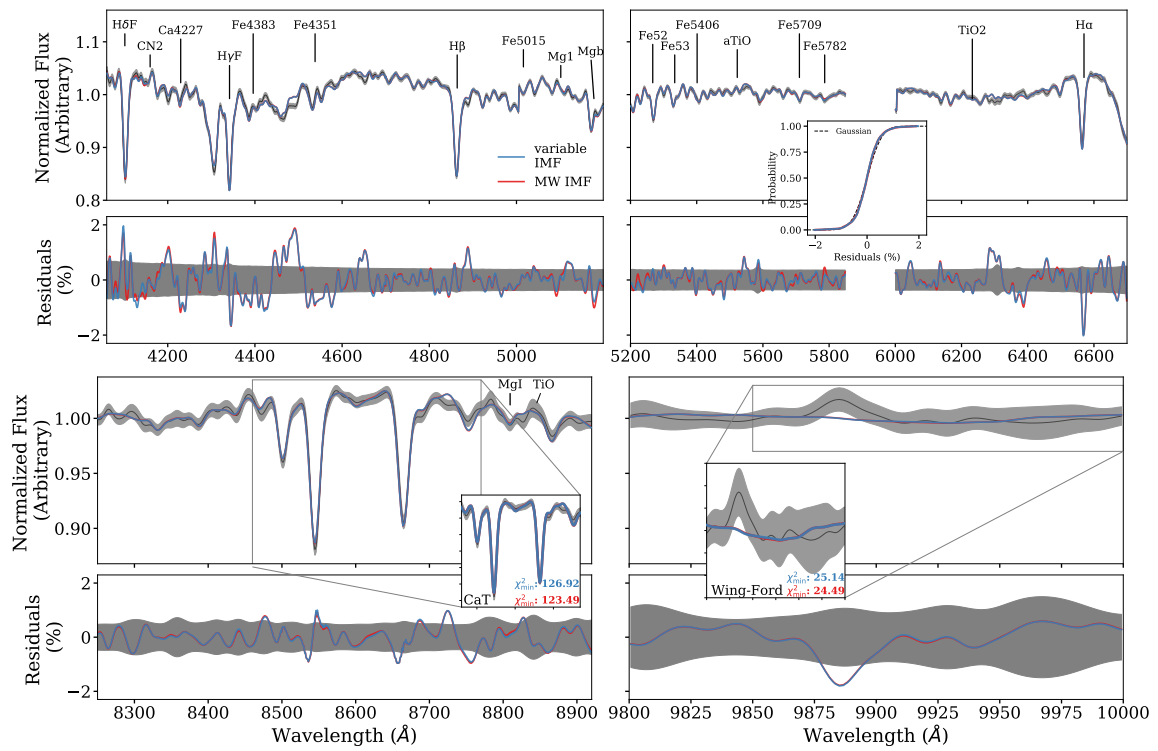 HδF
CN2
Ca4227
HγF
Fe4383
Fe4351
Hβ
Fe5015
Mg1
Mgb
Fe52
Fe53
Fe5406
aTiO
Fe5709
Fe5782
TiO2
Hα
Normalized Flux
(Arbitrary)
1.1
1.0
0.9
0.8
variable
IMF
MW IMF
Gaussian
Probability
1.00
0.75
0.50
0.25
0.00
−2
0
2
Residuals (%)
Residuals
(%)
2
0
−2
4200
4400
4600
4800
5000
5200
5400
5600
5800
6000
6200
6400
6600
Normalized Flux
(Arbitrary)
1.00
0.95
0.90
MgI
TiO
CaT
χ²min: 126.92
χ²min: 123.49
Wing-Ford
χ²min: 25.14
χ²min: 24.49
Residuals
(%)
2
0
−2
8300
8400
8500
8600
8700
8800
8900
9800
9825
9850
9875
9900
9925
9950
9975
10000
Wavelength (Å)
Wavelength (Å)